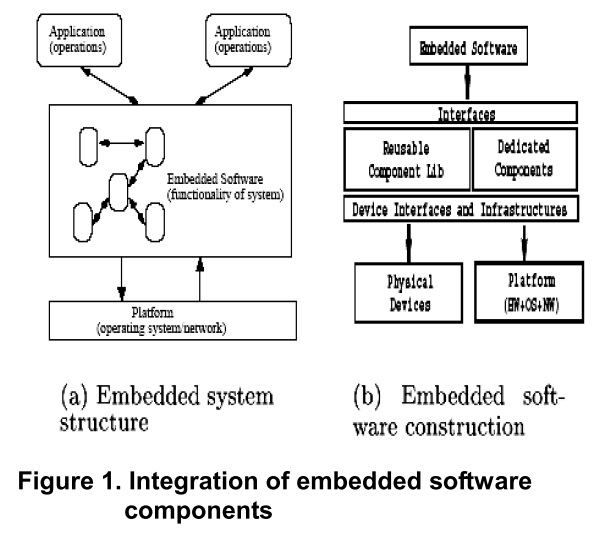 Application
(operations)
Application
(operations)
Embedded Software
(functionality of system)
Platform
(operating system/network)
(a) Embedded system
structure
Embedded Software
Interfaces
Reusable
Component Lib
Dedicated
Components
Device Interfaces and Infrastructures
Physical
Devices
Platform
(HW+OS+NW)
(b) Embedded soft-
ware construction
Figure 1. Integration of embedded software
components